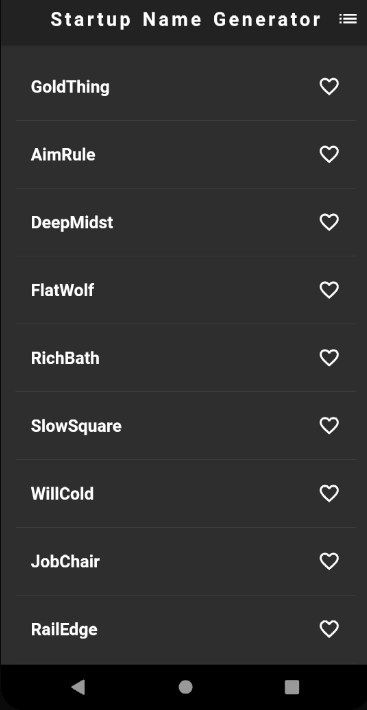 Startup Name Generator
GoldThing
AimRule
DeepMidst
FlatWolf
RichBath
SlowSquare
WillCold
JobChair
RailEdge